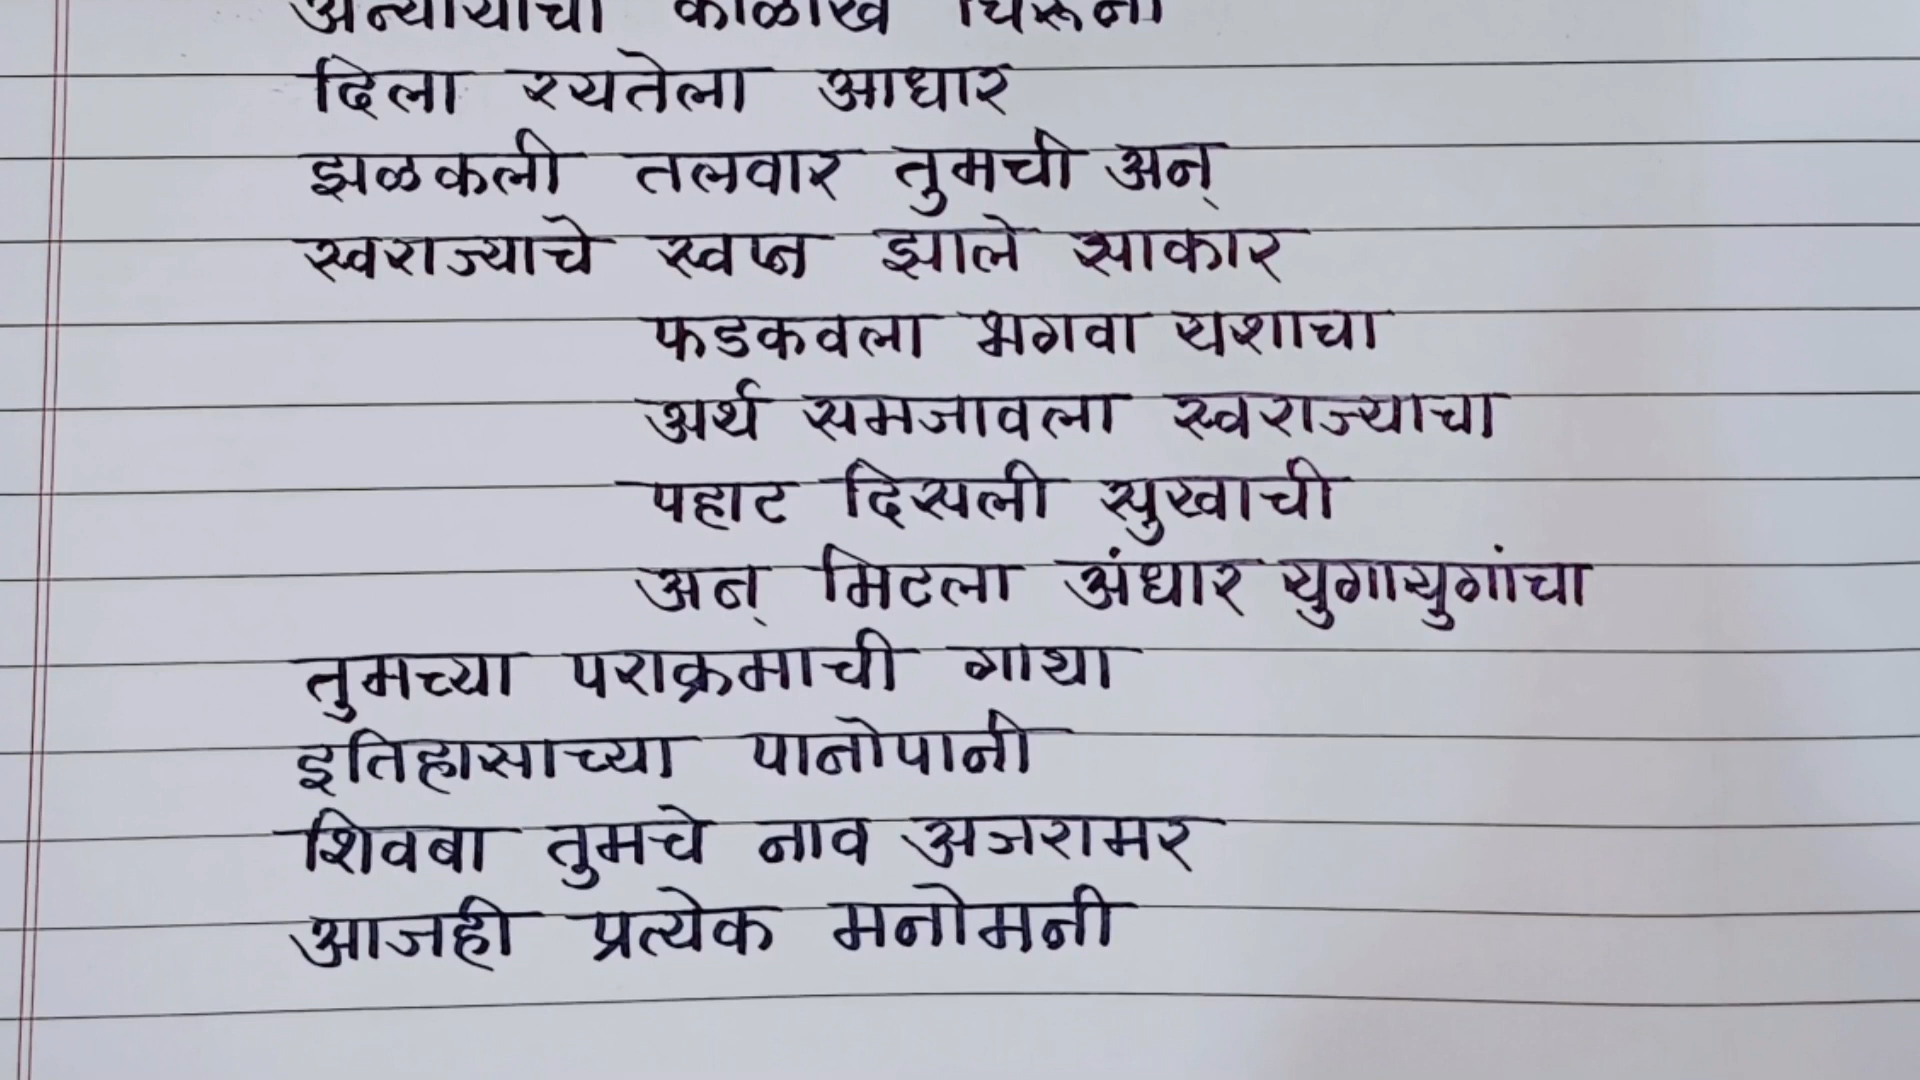 अन्यायाचा काळोख चिरूनी
दिला रयतेला आधार
झळकली तलवार तुमची अन्
स्वराज्याचे स्वप्न झाले साकार
फडकवला भगवा यशाचा
अर्थ समजावला स्वराज्याचा
पहाट दिसली सुखाची
अन् मिटला अंधार युगायुगांचा
तुमच्या पराक्रमाची गाथा
इतिहासाच्या पानोपानी
शिवबा तुमचे नाव अजरामर
आजही प्रत्येक मनोमनी